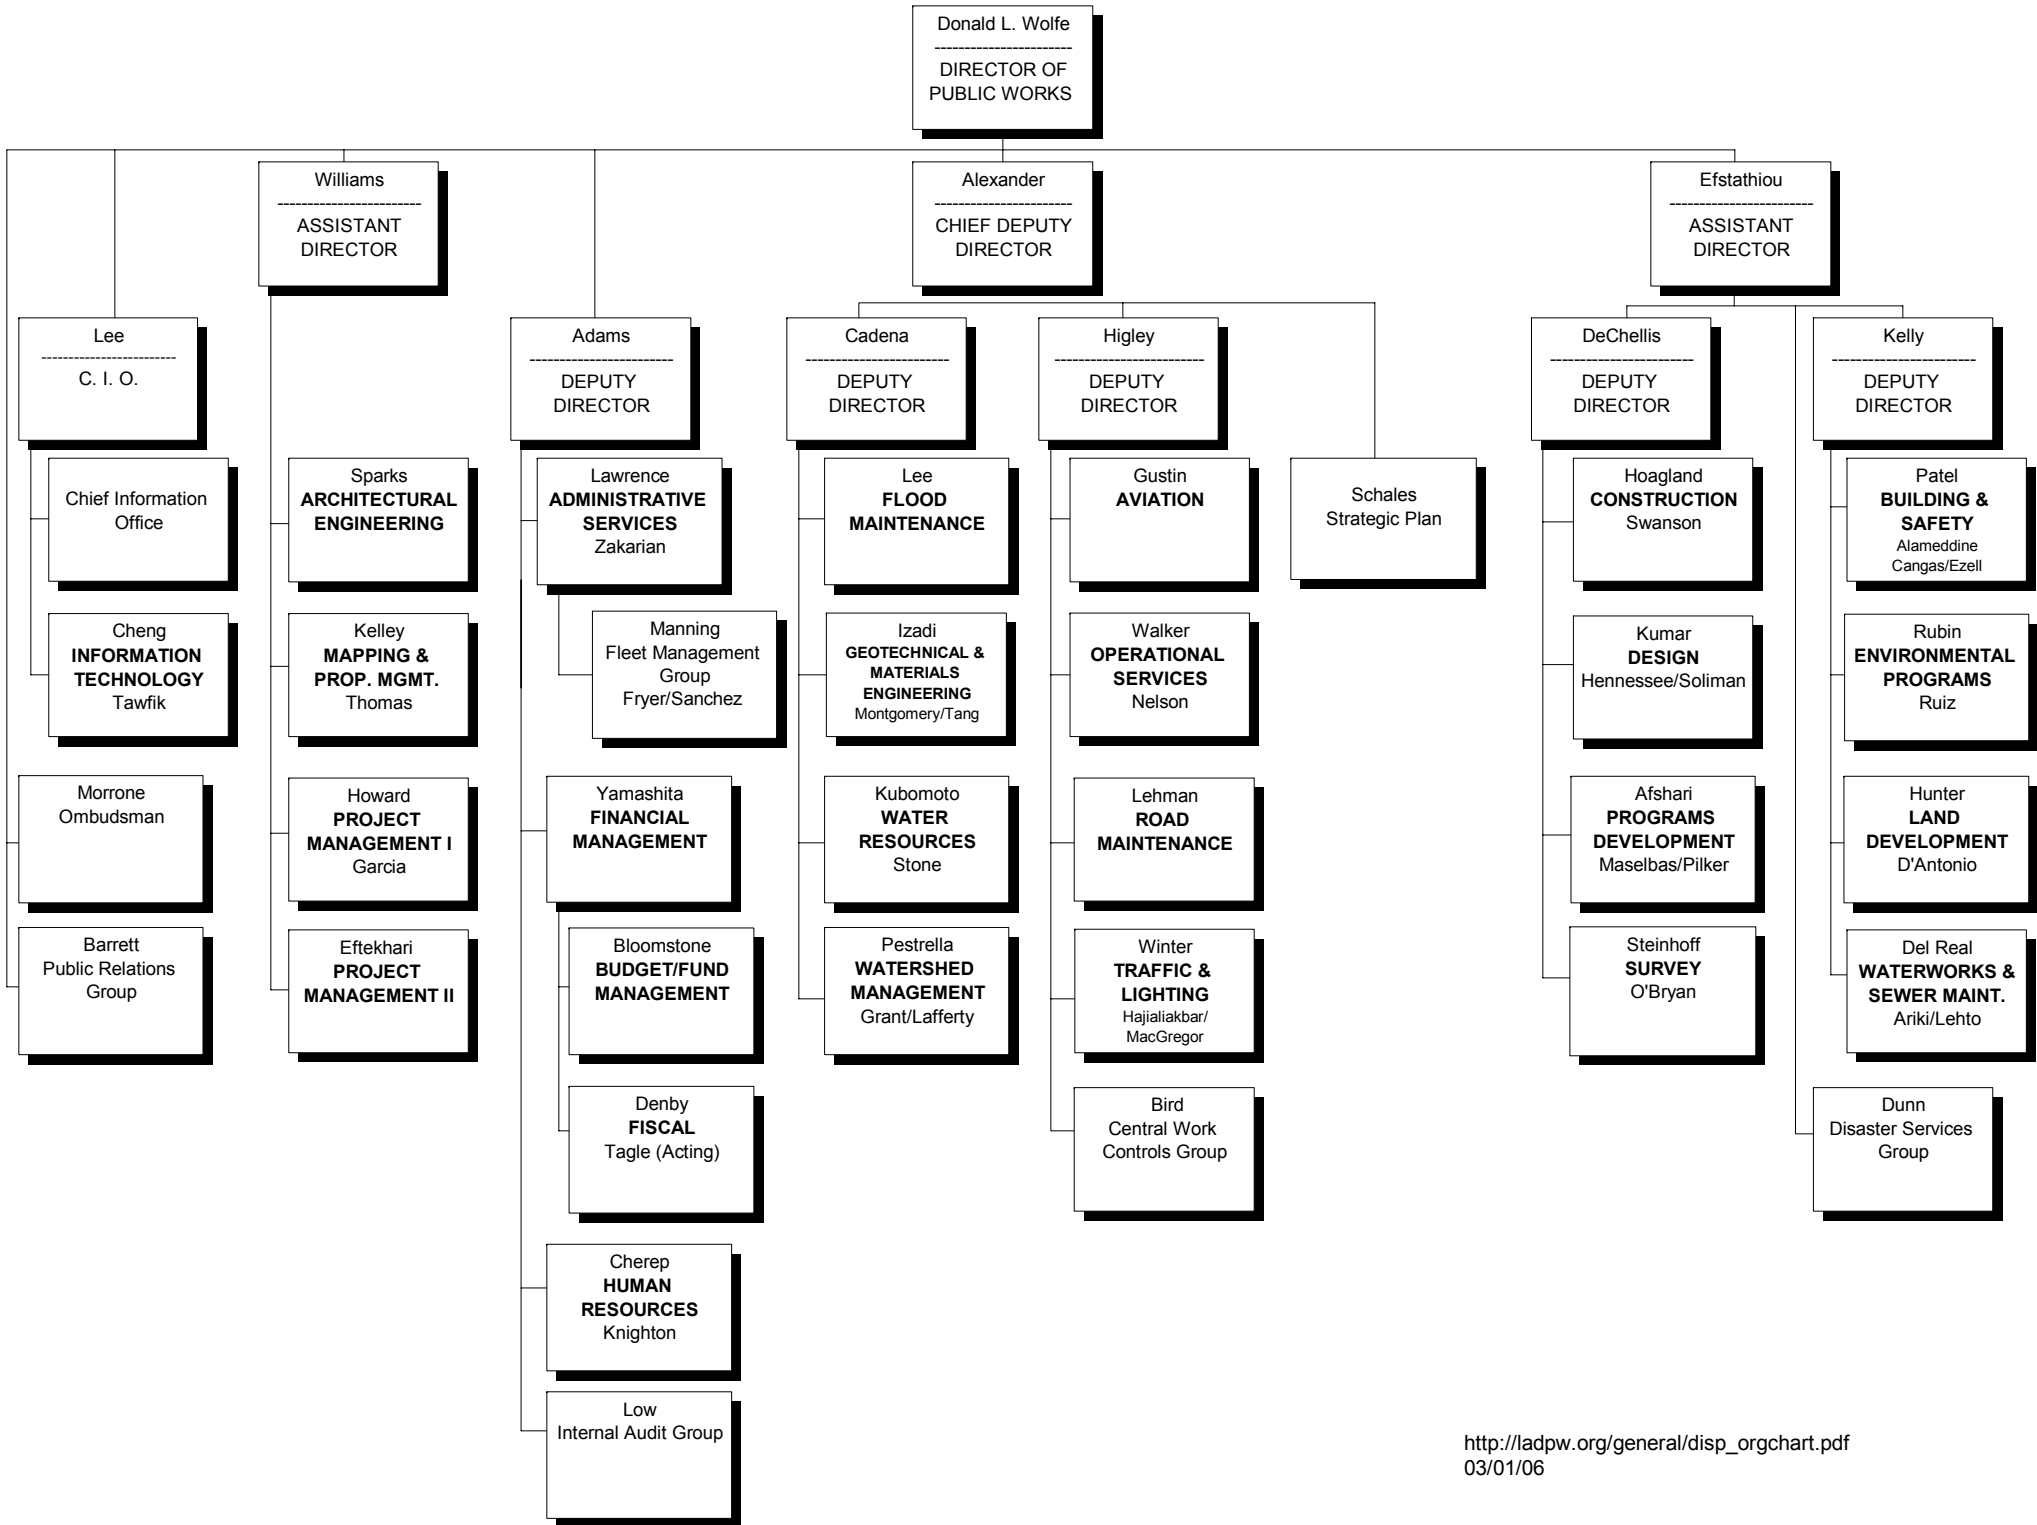 Donald L. Wolfe
-----------------------
DIRECTOR OF
PUBLIC WORKS
Williams
------------------------
ASSISTANT
DIRECTOR
Alexander
-----------------------
CHIEF DEPUTY
DIRECTOR
Efstathiou
------------------------
ASSISTANT
DIRECTOR
Lee
-------------------------
C. I. O.
Adams
------------------------
DEPUTY
DIRECTOR
Cadena
------------------------
DEPUTY
DIRECTOR
Higley
-------------------------
DEPUTY
DIRECTOR
DeChellis
------------------------
DEPUTY
DIRECTOR
Kelly
------------------------
DEPUTY
DIRECTOR
Chief Information
Office
Cheng
INFORMATION
TECHNOLOGY
Tawfik
Morrone
Ombudsman
Barrett
Public Relations
Group
Sparks
ARCHITECTURAL
ENGINEERING
Kelley
MAPPING &
PROP. MGMT.
Thomas
Howard
PROJECT
MANAGEMENT I
Garcia
Eftekhari
PROJECT
MANAGEMENT II
Lawrence
ADMINISTRATIVE
SERVICES
Zakarian
Manning
Fleet Management
Group
Fryer/Sanchez
Yamashita
FINANCIAL
MANAGEMENT
Bloomstone
BUDGET/FUND
MANAGEMENT
Denby
FISCAL
Tagle (Acting)
Cherep
HUMAN
RESOURCES
Knighton
Low
Internal Audit Group
Lee
FLOOD
MAINTENANCE
Izadi
GEOTECHNICAL &
MATERIALS
ENGINEERING
Montgomery/Tang
Kubomoto
WATER
RESOURCES
Stone
Pestrella
WATERSHED
MANAGEMENT
Grant/Lafferty
Gustin
AVIATION
Walker
OPERATIONAL
SERVICES
Nelson
Lehman
ROAD
MAINTENANCE
Winter
TRAFFIC &
LIGHTING
Hajialiakbar/
MacGregor
Bird
Central Work
Controls Group
Schales
Strategic Plan
Hoagland
CONSTRUCTION
Swanson
Kumar
DESIGN
Hennessee/Soliman
Afshari
PROGRAMS
DEVELOPMENT
Maselbas/Pilker
Steinhoff
SURVEY
O'Bryan
Patel
BUILDING &
SAFETY
Alameddine
Cangas/Ezell
Rubin
ENVIRONMENTAL
PROGRAMS
Ruiz
Hunter
LAND
DEVELOPMENT
D'Antonio
Del Real
WATERWORKS &
SEWER MAINT.
Ariki/Lehto
Dunn
Disaster Services
Group
http://ladpw.org/general/disp_orgchart.pdf
03/01/06